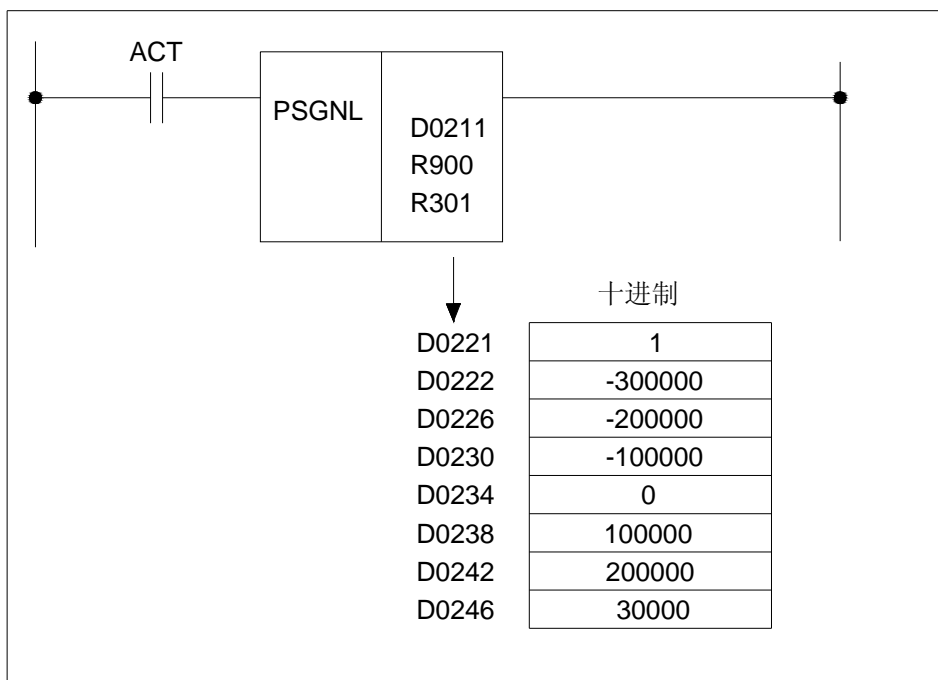 ACT
PSGNL
D0211
R900
R301
十进制
D0221 1
D0222 -300000
D0226 -200000
D0230 -100000
D0234 0
D0238 100000
D0242 200000
D0246 30000